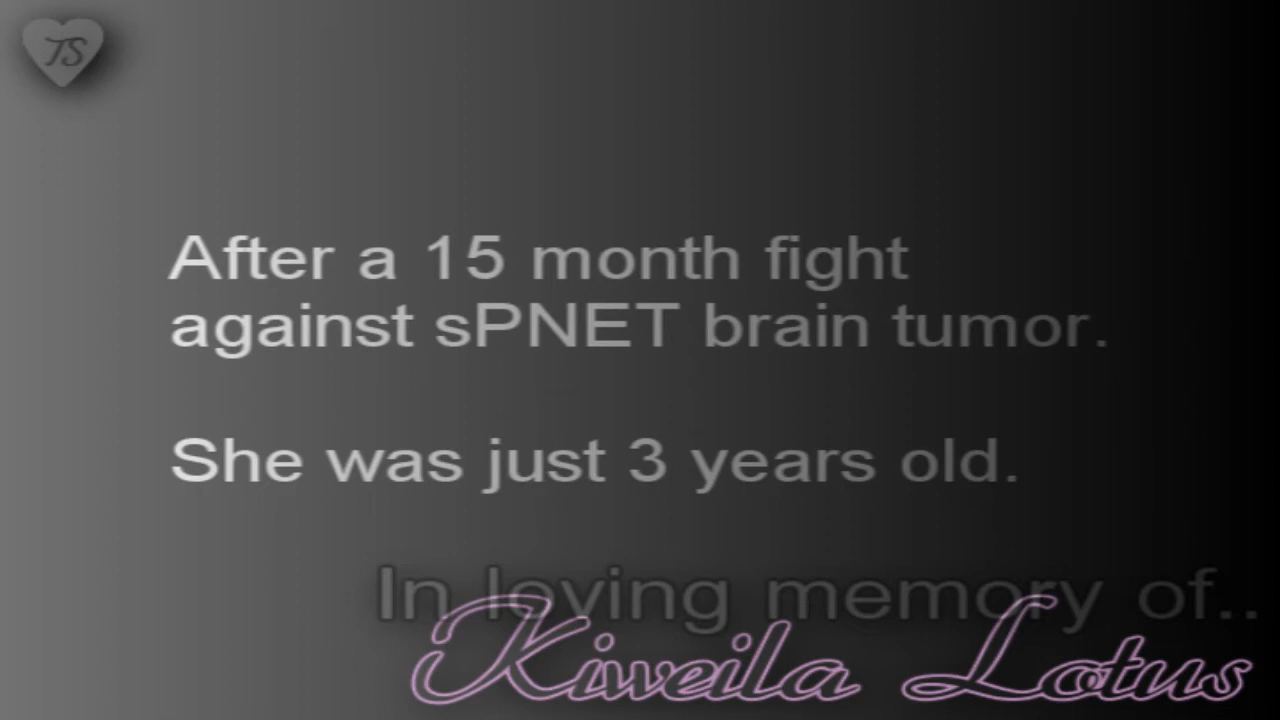 TS
After a 15 month fight
against sPNET brain tumor.
She was just 3 years old.
In loving memory of..
Kiweila Lotus